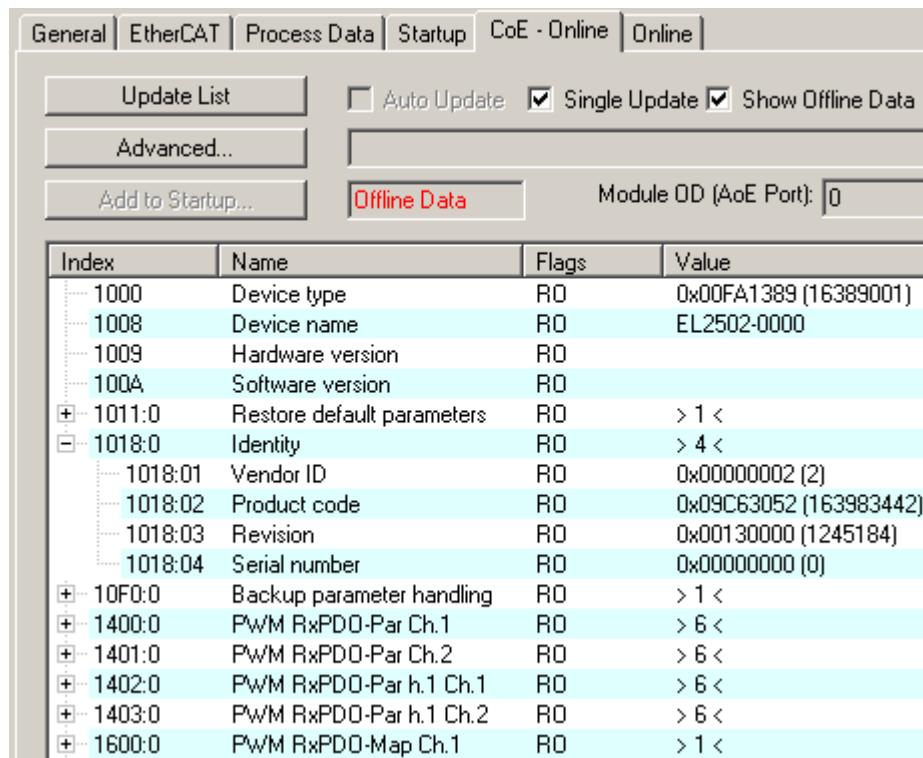 General EtherCAT Process Data Startup CoE - Online Online
Update List Auto Update Single Update Show Offline Data
Advanced...
Add to Startup... Offline Data Module OD (AoE Port): 0
Index Name Flags Value
1000 Device type RO 0x00FA1389 (16389001)
1008 Device name RO EL2502-0000
1009 Hardware version RO
100A Software version RO
1011:0 Restore default parameters RO > 1 <
1018:0 Identity RO > 4 <
1018:01 Vendor ID RO 0x00000002 (2)
1018:02 Product code RO 0x09C63052 (163983442)
1018:03 Revision RO 0x00130000 (1245184)
1018:04 Serial number RO 0x00000000 (0)
10F0:0 Backup parameter handling RO > 1 <
1400:0 PWM RxPDO-Par Ch.1 RO > 6 <
1401:0 PWM RxPDO-Par Ch.2 RO > 6 <
1402:0 PWM RxPDO-Par h.1 Ch.1 RO > 6 <
1403:0 PWM RxPDO-Par h.1 Ch.2 RO > 6 <
1600:0 PWM RxPDO-Map Ch.1 RO > 1 <